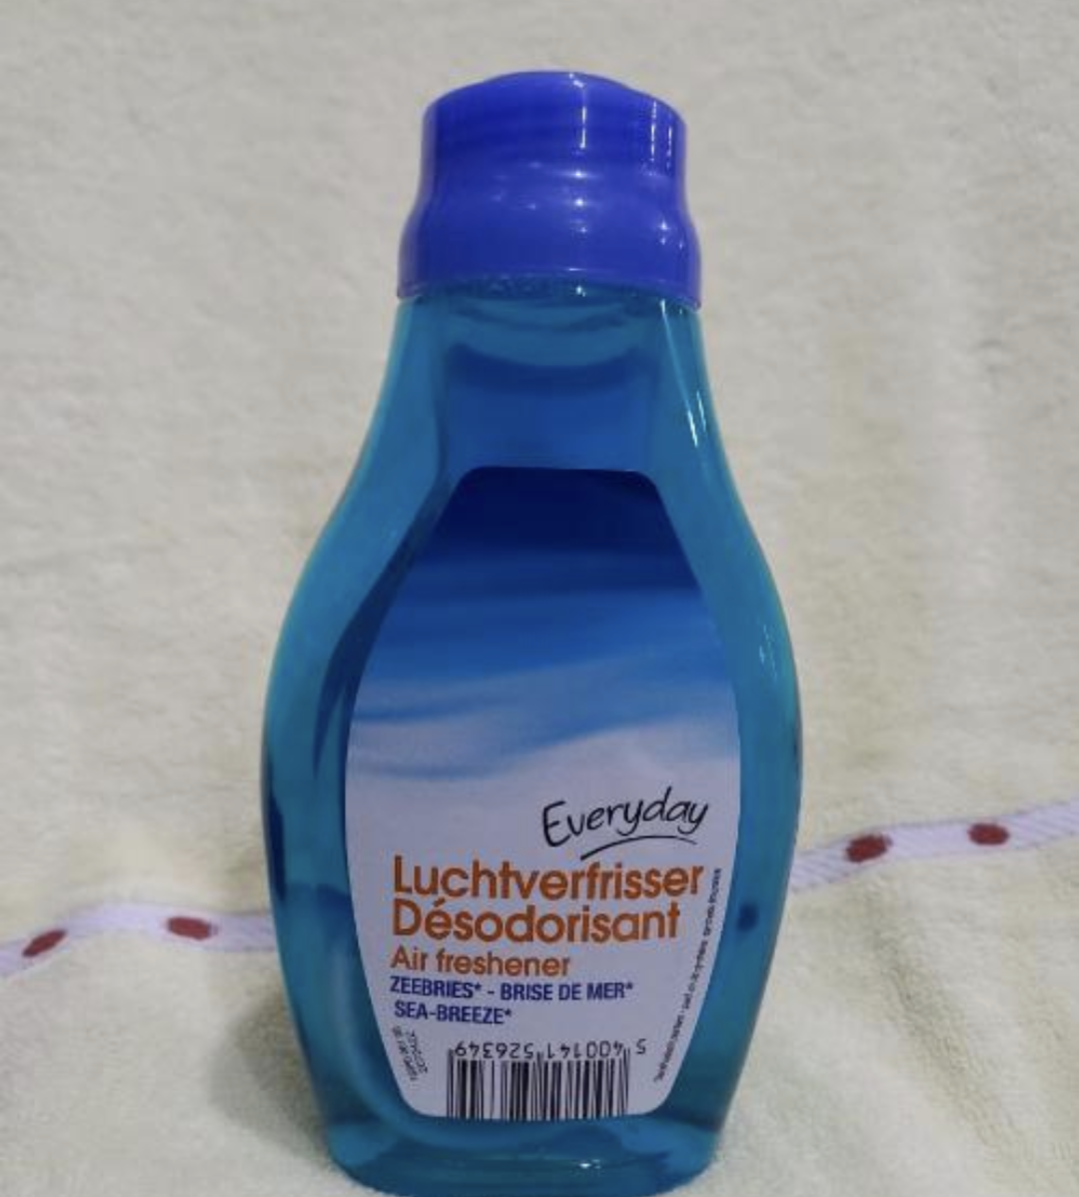 Everyday
Luchtverfrisser
Désodorisant
Air freshener
ZEEBRIES* - BRISE DE MER*
SEA-BREEZE*
5 400141 526349